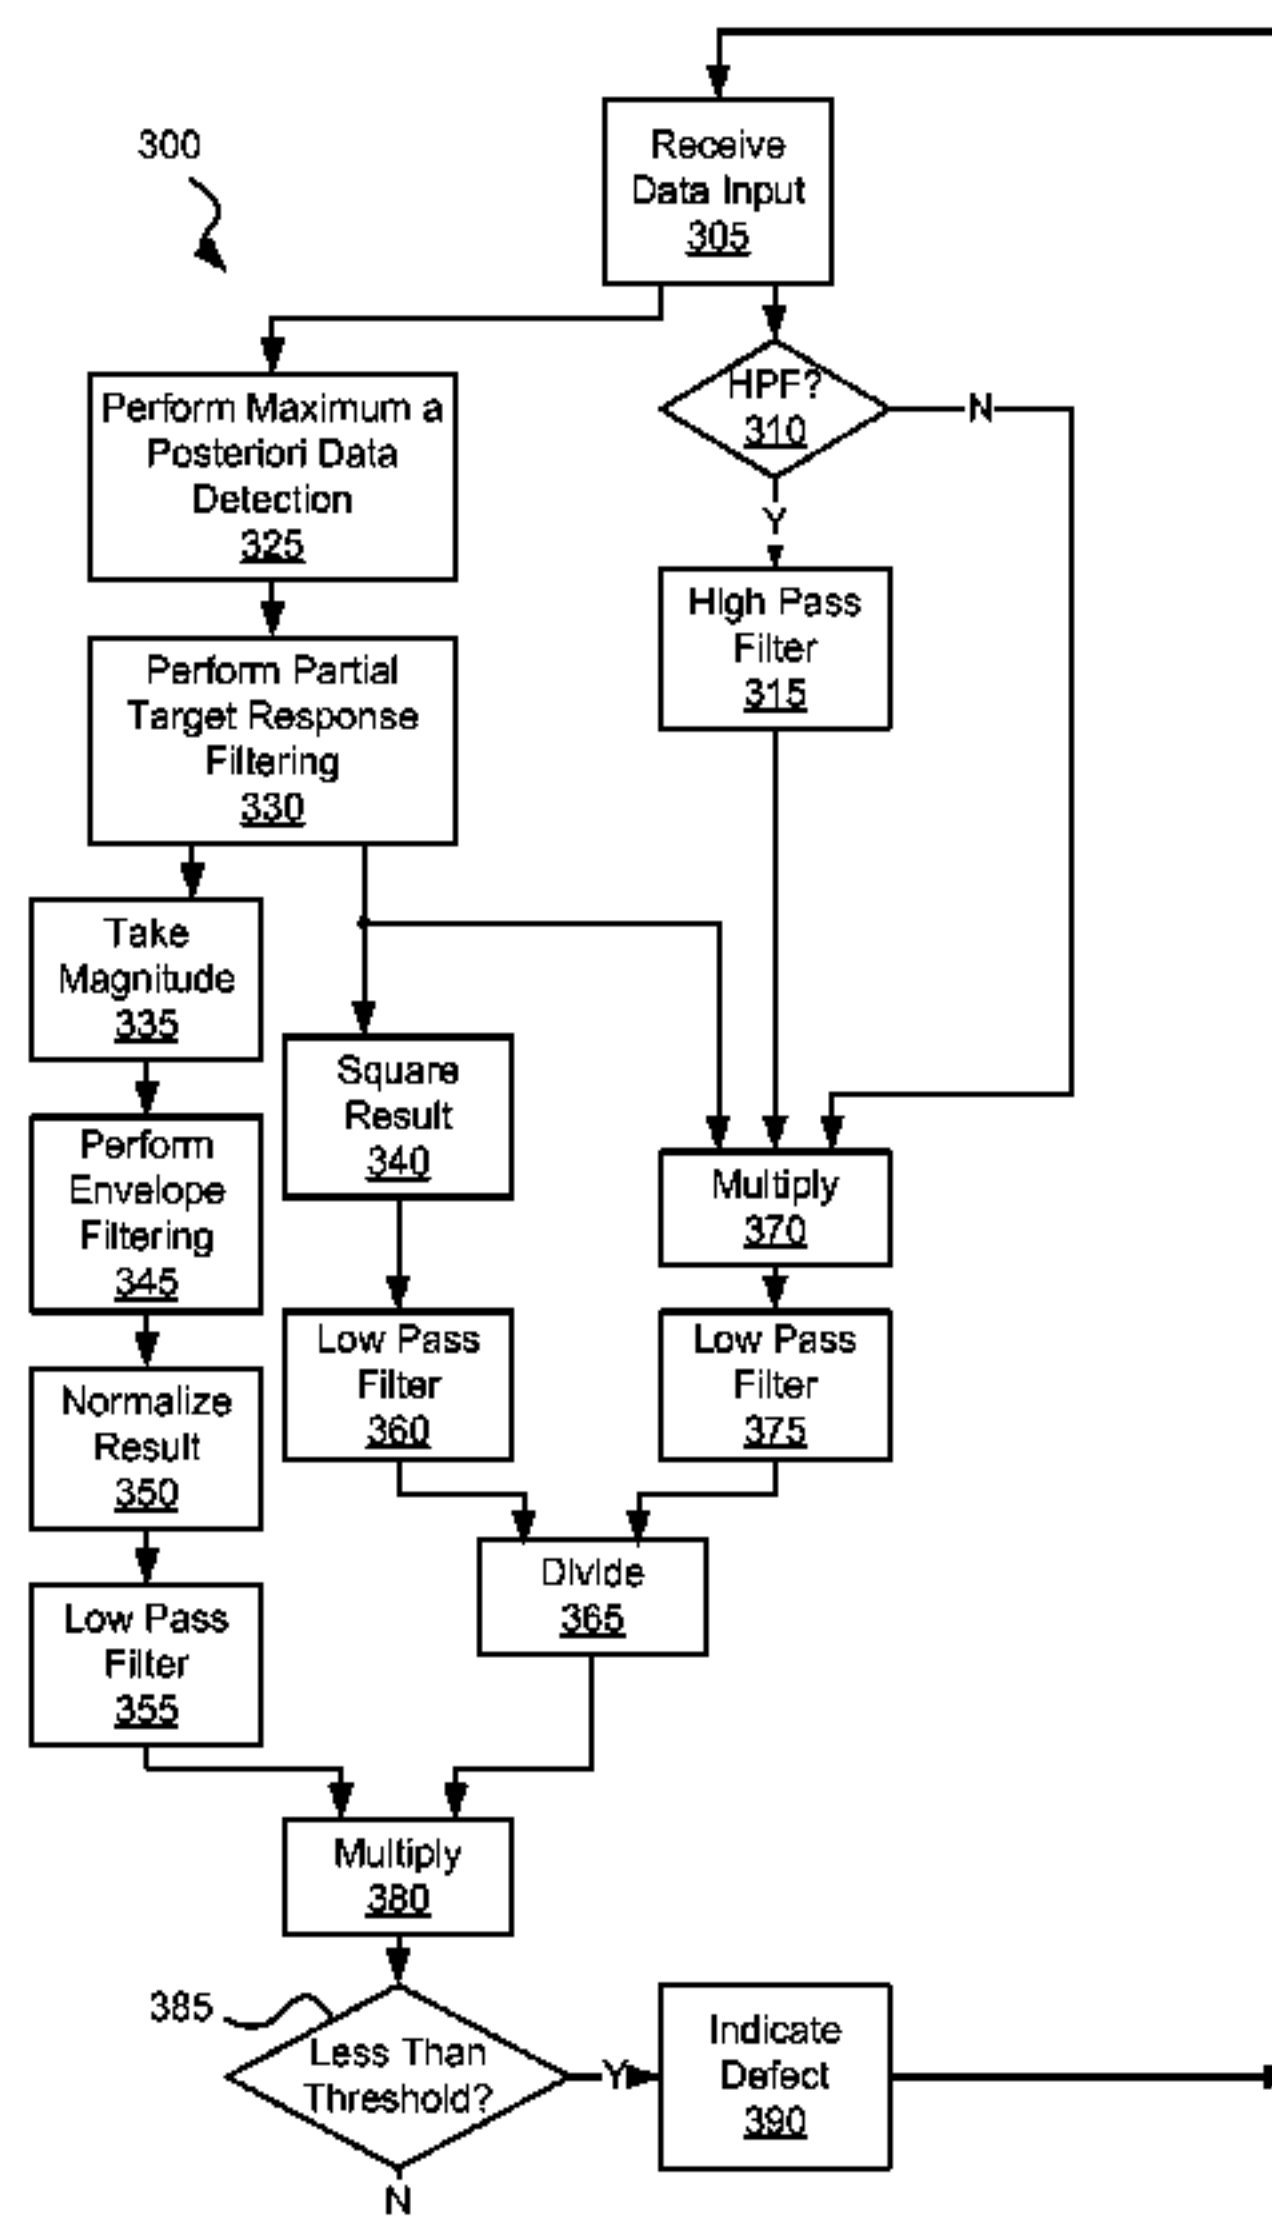 300
Receive
Data Input
305
HPF?
310
N
Y
Perform Maximum a
Posteriori Data
Detection
325
High Pass
Filter
315
Perform Partial
Target Response
Filtering
330
Take
Magnitude
335
Square
Result
340
Perform
Envelope
Filtering
345
Multiply
370
Low Pass
Filter
360
Low Pass
Filter
375
Normalize
Result
350
Divide
365
Low Pass
Filter
355
Multiply
380
385
Less Than
Threshold?
Y
N
Indicate
Defect
390